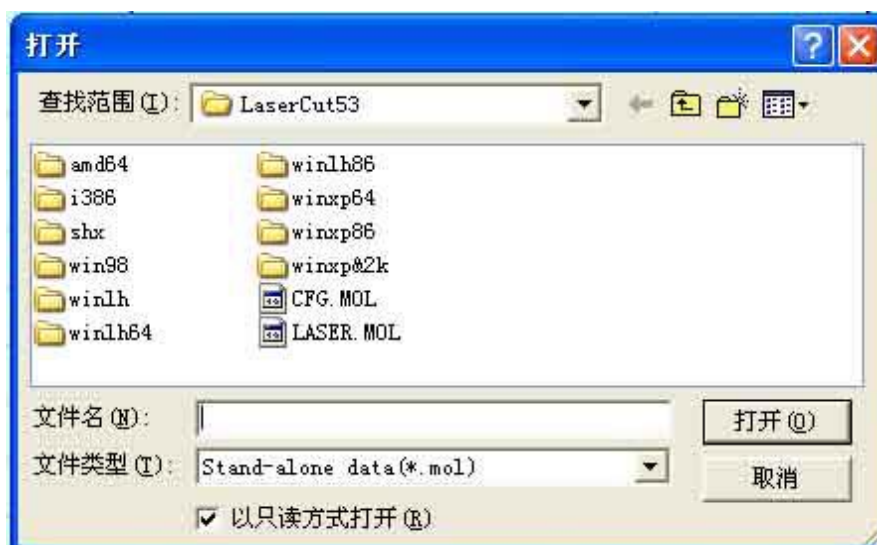 打开
查找范围(I): LaserCut53
amd64
i386
shx
win98
winlh
winlh64
winlh86
winxp64
winxp86
winxp&2k
CFG.MOL
LASER.MOL
文件名(N):
打开(O)
文件类型(T): Stand-alone data(*.mol)
取消
以只读方式打开(R)